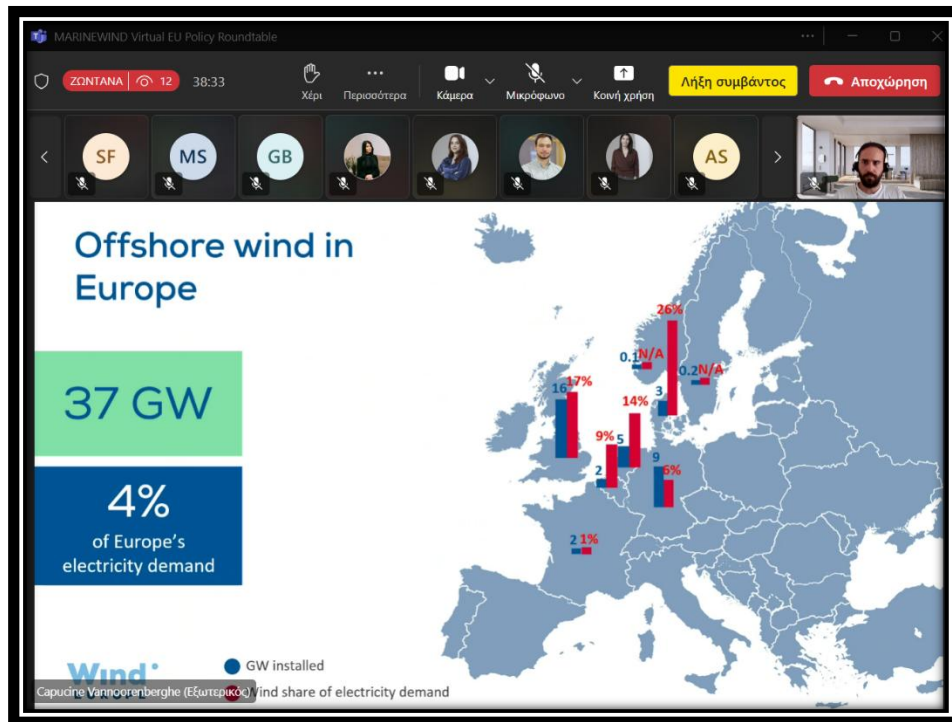 MARINEWIND Virtual EU Policy Roundtable
ΖΩΝΤΑΝΑ 12 38:33
Χέρι Περισσότερα Κάμερα Μικρόφωνο Κοινή χρήση Λήξη συμβάντος Αποχώρηση
SF MS GB AS
Offshore wind in
Europe
37 GW
4%
of Europe's
electricity demand
26%
0.1 N/A
0.2 N/A
16 17%
3
14%
9% 5
2
9 6%
2 1%
GW installed
Wind share of electricity demand
Wind
EUROPE
Capucine Vannoorenberghe (Εξωτερικός)